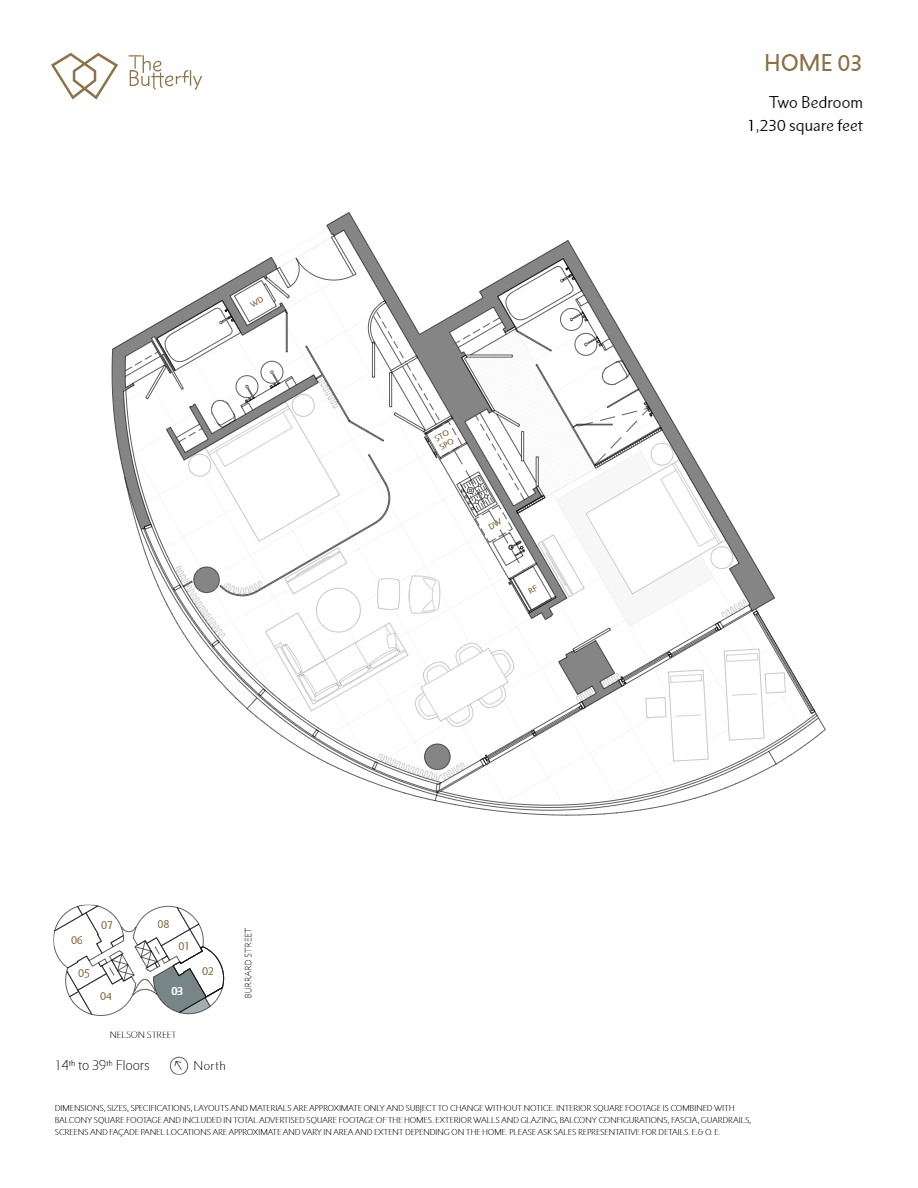 The
Butterfly
HOME 03
Two Bedroom
1,230 square feet
WD
STO
SPO
DW
RF
07
08
06
01
05
02
03
04
BURRARD STREET
NELSON STREET
14th to 39th Floors
North
DIMENSIONS, SIZES, SPECIFICATIONS, LAYOUTS AND MATERIALS ARE APPROXIMATE ONLY AND SUBJECT TO CHANGE WITHOUT NOTICE. INTERIOR SQUARE FOOTAGE IS COMBINED WITH
BALCONY SQUARE FOOTAGE AND INCLUDED IN TOTAL ADVERTISED SQUARE FOOTAGE OF THE HOMES. EXTERIOR WALLS AND GLAZING, BALCONY CONFIGURATIONS, FASCIA, GUARDRAILS,
SCREENS AND FAÇADE PANEL LOCATIONS ARE APPROXIMATE AND VARY IN AREA AND EXTENT DEPENDING ON THE HOME. PLEASE ASK SALES REPRESENTATIVE FOR DETAILS. E.& O. E.